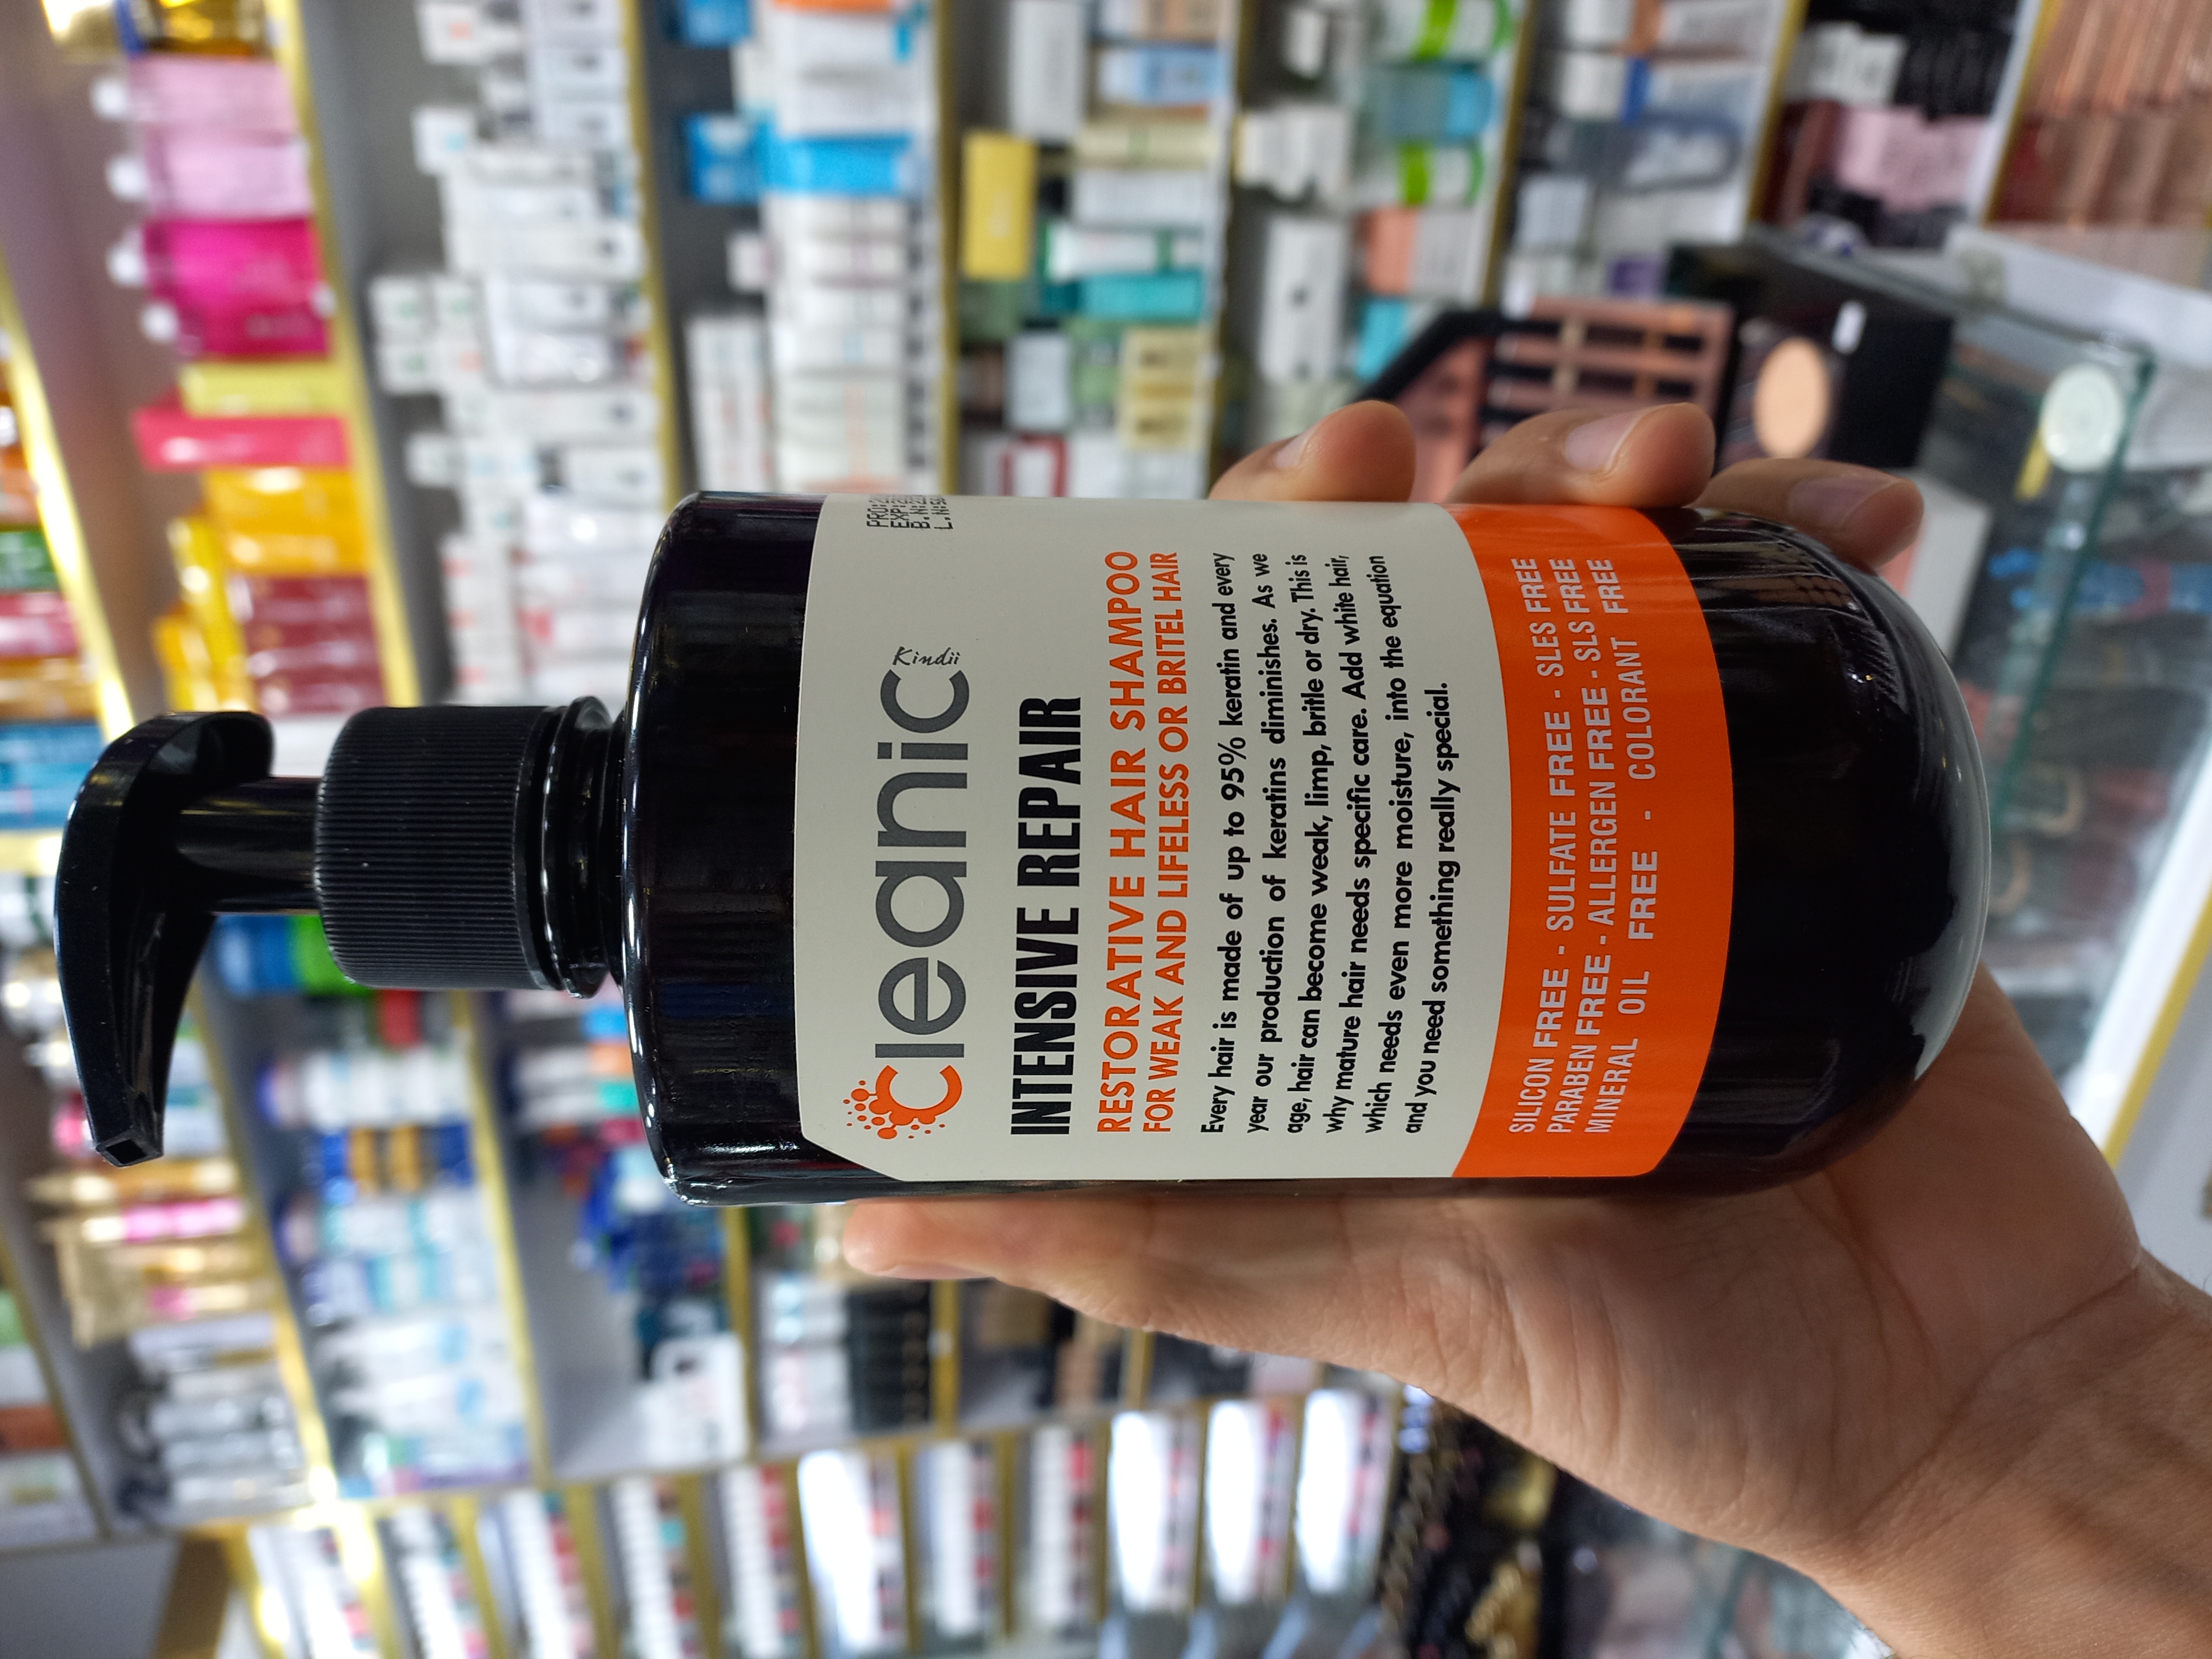 Cleanic
Kindii
INTENSIVE REPAIR
RESTORATIVE HAIR SHAMPOO
FOR WEAK AND LIFELESS OR BRITEL HAIR
Every hair is made of up to 95% keratin and every
year our production of keratins diminishes. As we
age, hair can become weak, limp, britle or dry. This is
why mature hair needs specific care. Add white hair,
which needs even more moisture, into the equation
and you need something really special.
SILICON FREE - SULFATE FREE - SLES FREE
PARABEN FREE - ALLERGEN FREE - SLS FREE
MINERAL OIL FREE - COLORANT FREE